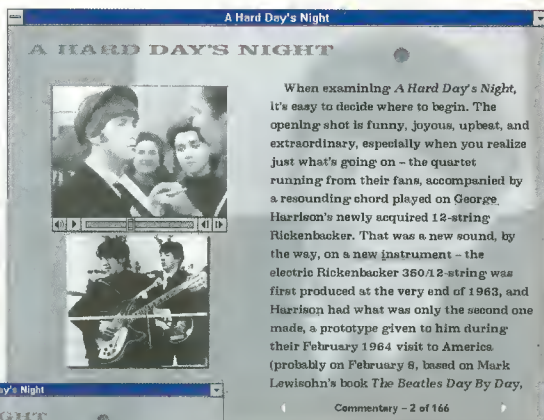 A Hard Day's Night
A HARD DAY'S NIGHT
When examining A Hard Day's Night,
it's easy to decide where to begin. The
opening shot is funny, joyous, upbeat, and
extraordinary, especially when you realize
just what's going on – the quartet
running from their fans, accompanied by
a resounding chord played on George
Harrison's newly acquired 12-string
Rickenbacker. That was a new sound, by
the way, on a new instrument – the
electric Rickenbacker 360/12-string was
first produced at the very end of 1963, and
Harrison had what was only the second one
made, a prototype given to him during
their February 1964 visit to America
(probably on February 8, based on Mark
Lewisohn's book The Beatles Day By Day,
Commentary – 2 of 166
ay's Night
GHT